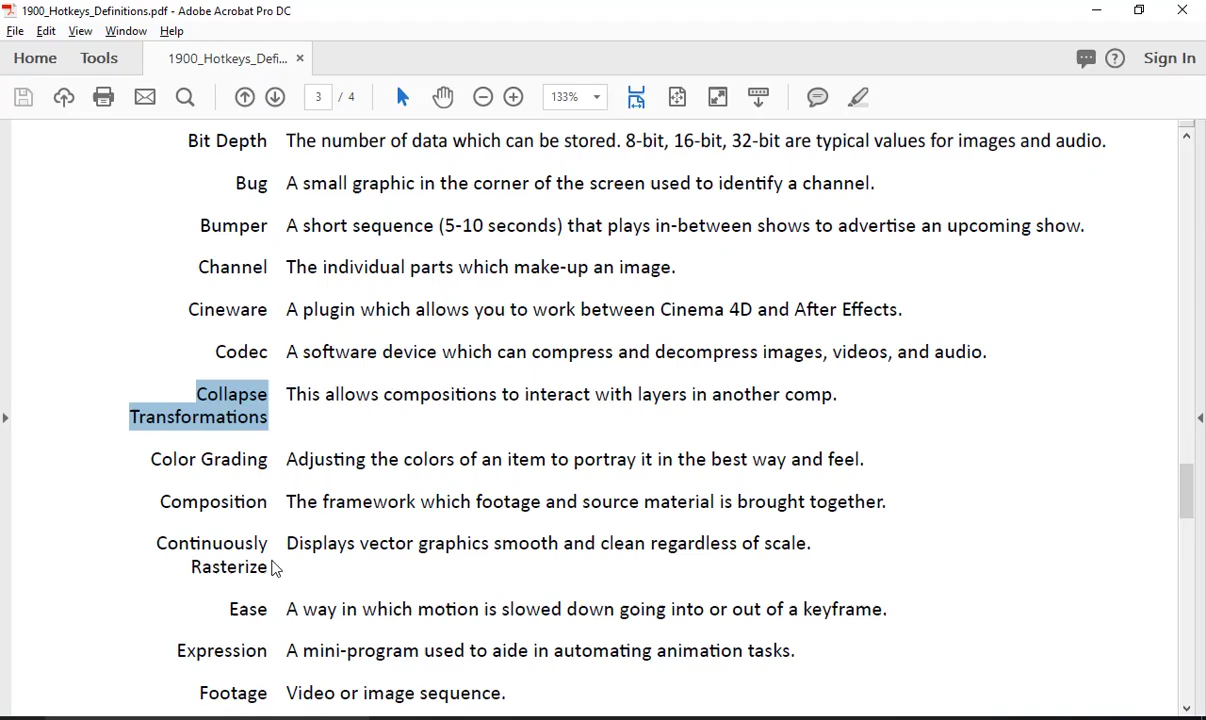 1900_Hotkeys_Definitions.pdf - Adobe Acrobat Pro DC
File Edit View Window Help
Home Tools 1900_Hotkeys_Defi... × Sign In
3 / 4 133%
Bit Depth The number of data which can be stored. 8-bit, 16-bit, 32-bit are typical values for images and audio.
Bug A small graphic in the corner of the screen used to identify a channel.
Bumper A short sequence (5-10 seconds) that plays in-between shows to advertise an upcoming show.
Channel The individual parts which make-up an image.
Cineware A plugin which allows you to work between Cinema 4D and After Effects.
Codec A software device which can compress and decompress images, videos, and audio.
Collapse This allows compositions to interact with layers in another comp.
Transformations
Color Grading Adjusting the colors of an item to portray it in the best way and feel.
Composition The framework which footage and source material is brought together.
Continuously Displays vector graphics smooth and clean regardless of scale.
Rasterize
Ease A way in which motion is slowed down going into or out of a keyframe.
Expression A mini-program used to aide in automating animation tasks.
Footage Video or image sequence.